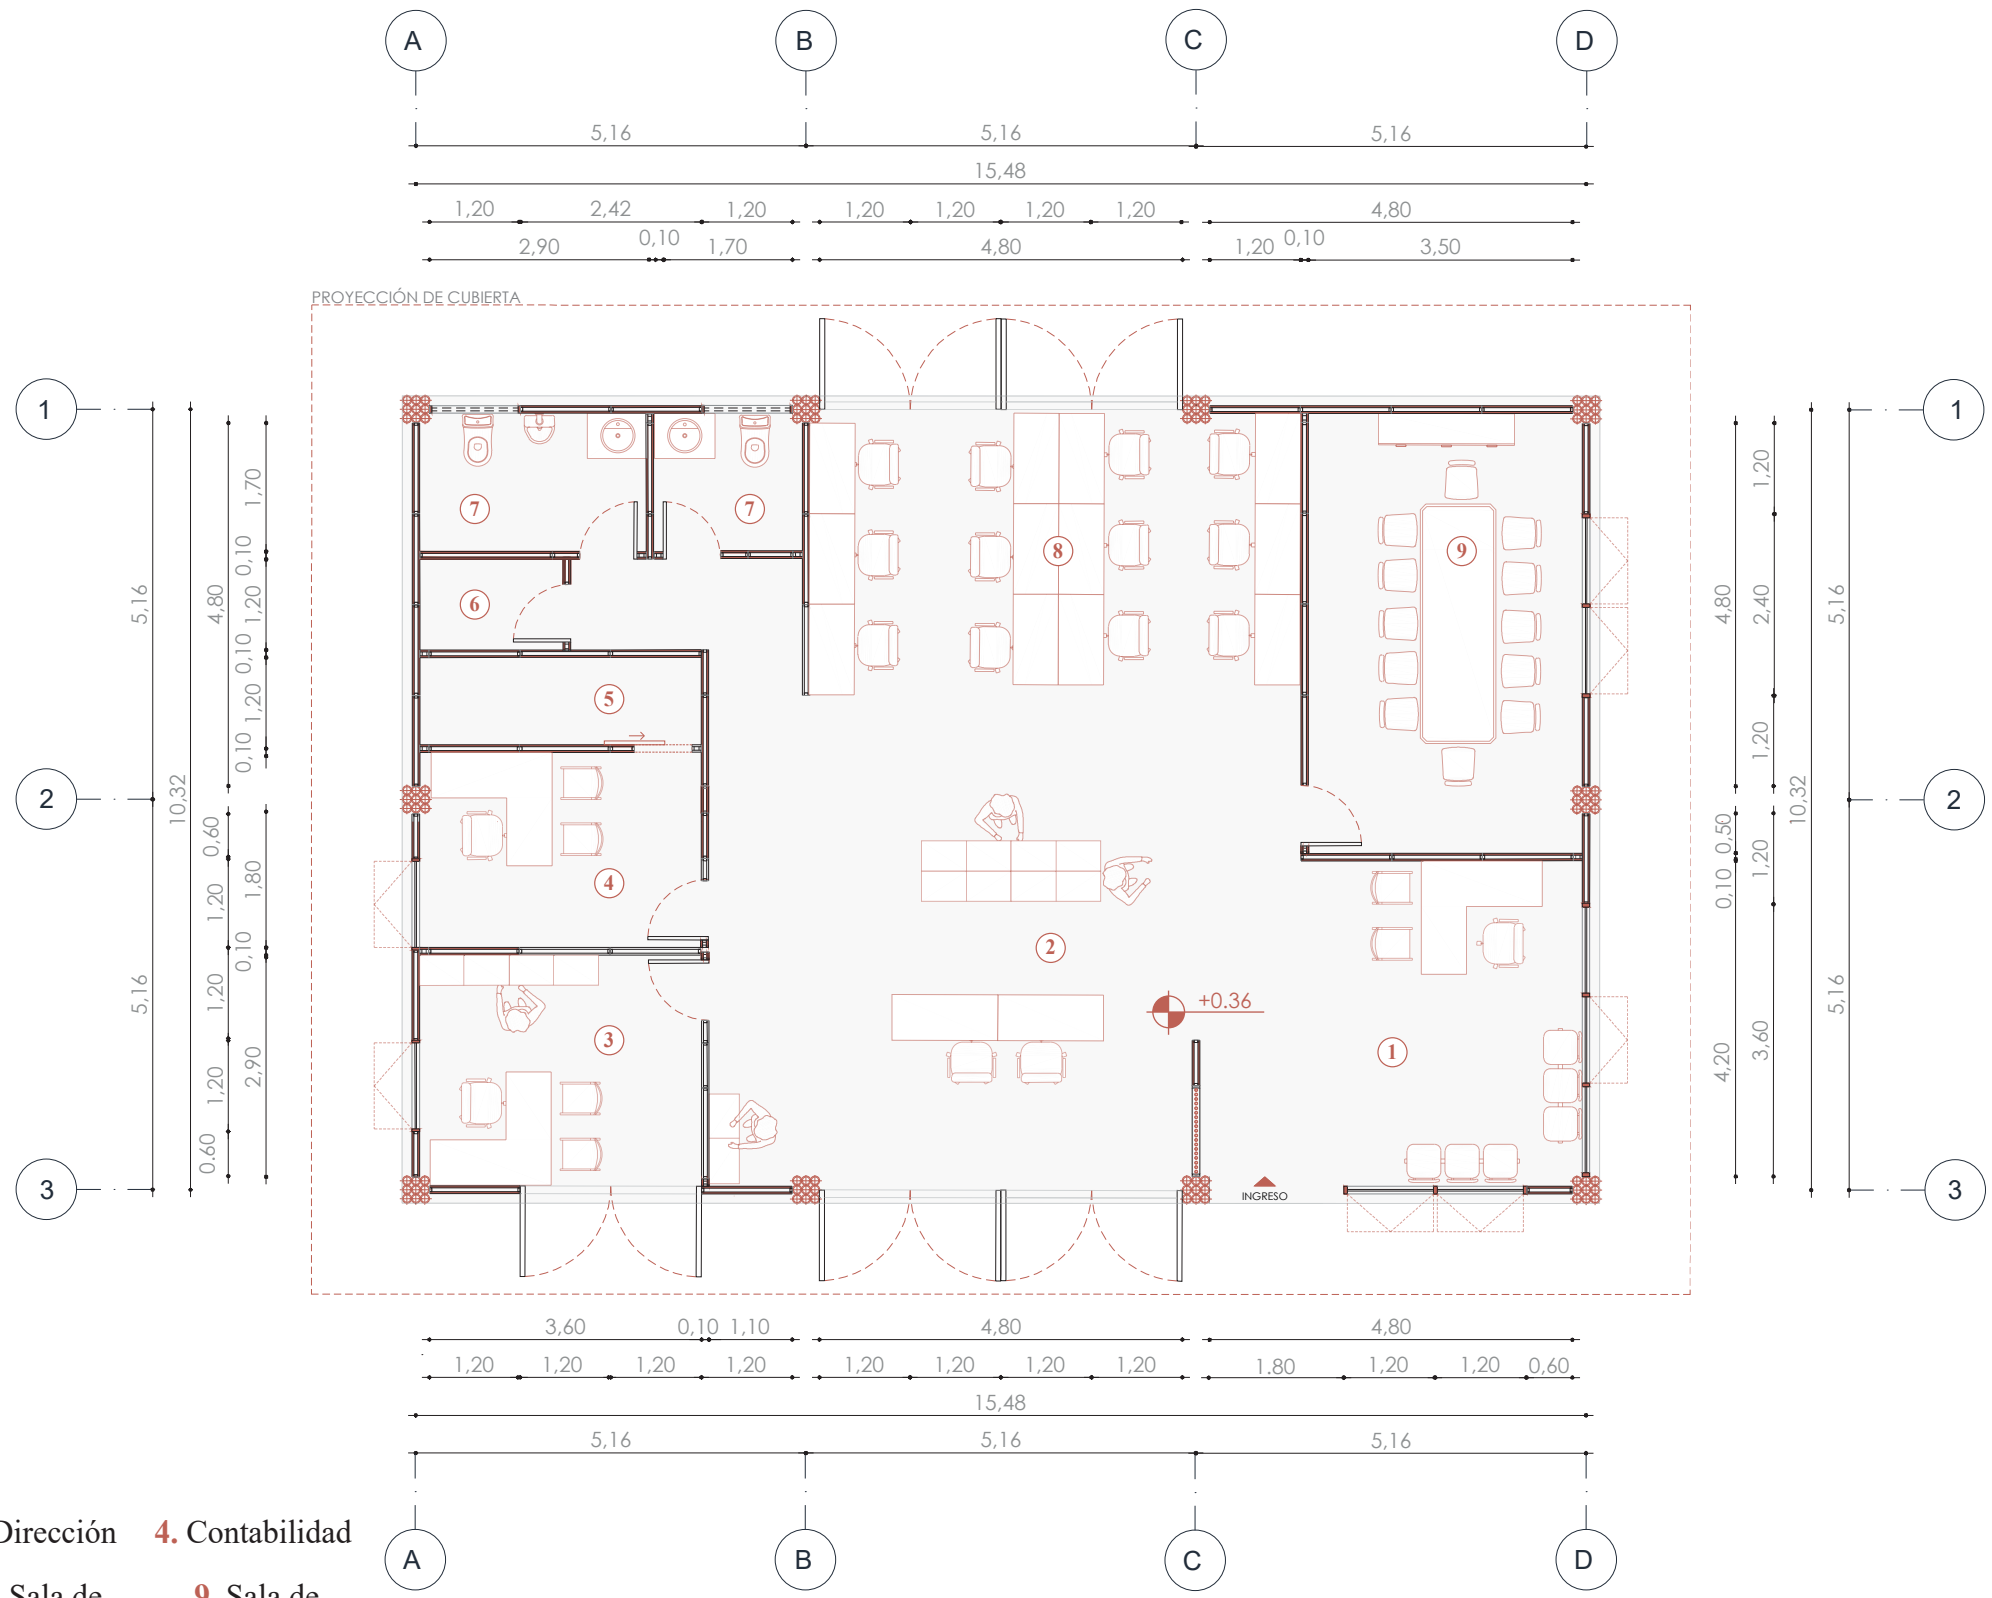 A B C D
5,16 5,16 5,16
15,48
1,20 2,42 1,20 1,20 1,20 1,20 1,20 4,80
2,90 0,10 1,70 4,80 1,20 0,10 3,50
PROYECCIÓN DE CUBIERTA
1 1
7 7 8 9
6
5
2 2
4
2
+0.36
3 1
3 3
INGRESO
5,16 5,16
10,32
4,80 0,60 1,20 1,20 1,20 0.60
1,70 0,10 1,20 0,10 1,20 0,10 1,80 0,10 2,90
4,80 0,50 0,10 4,20
1,20 2,40 1,20 1,20 3,60
10,32
5,16 5,16
3,60 0,10 1,10 4,80 4,80
1,20 1,20 1,20 1,20 1,20 1,20 1,20 1,20 1.80 1,20 1,20 0,60
15,48
5,16 5,16 5,16
A B C D
Dirección 4. Contabilidad
Sala de 9. Sala de